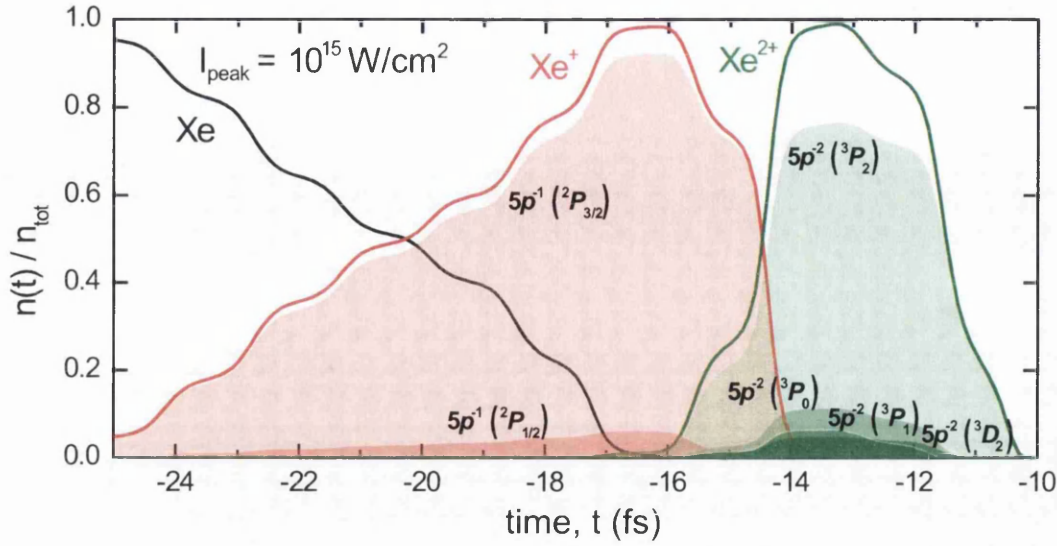 1.0
0.8
0.6
0.4
0.2
0.0
n(t) / n_tot
I_peak = 10^15 W/cm^2
Xe
Xe^+
Xe^2+
5p^-1 (^2P_3/2)
5p^-2 (^3P_2)
5p^-1 (^2P_1/2)
5p^-2 (^3P_0)
5p^-2 (^3P_1)
5p^-2 (^3D_2)
-24 -22 -20 -18 -16 -14 -12 -10
time, t (fs)